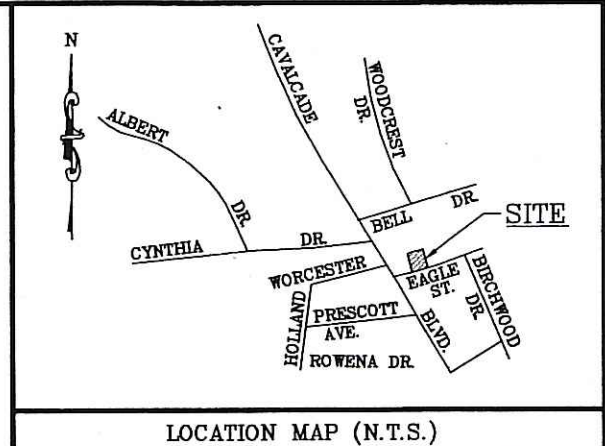 N
CAVALCADE
WOODCREST
DR.
ALBERT
DR.
BELL DR.
SITE
CYNTHIA DR.
WORCESTER
EAGLE
ST.
BIRCHWOOD
DR.
HOLLAND
PRESCOTT
AVE.
BLVD.
ROWENA DR.
LOCATION MAP (N.T.S.)